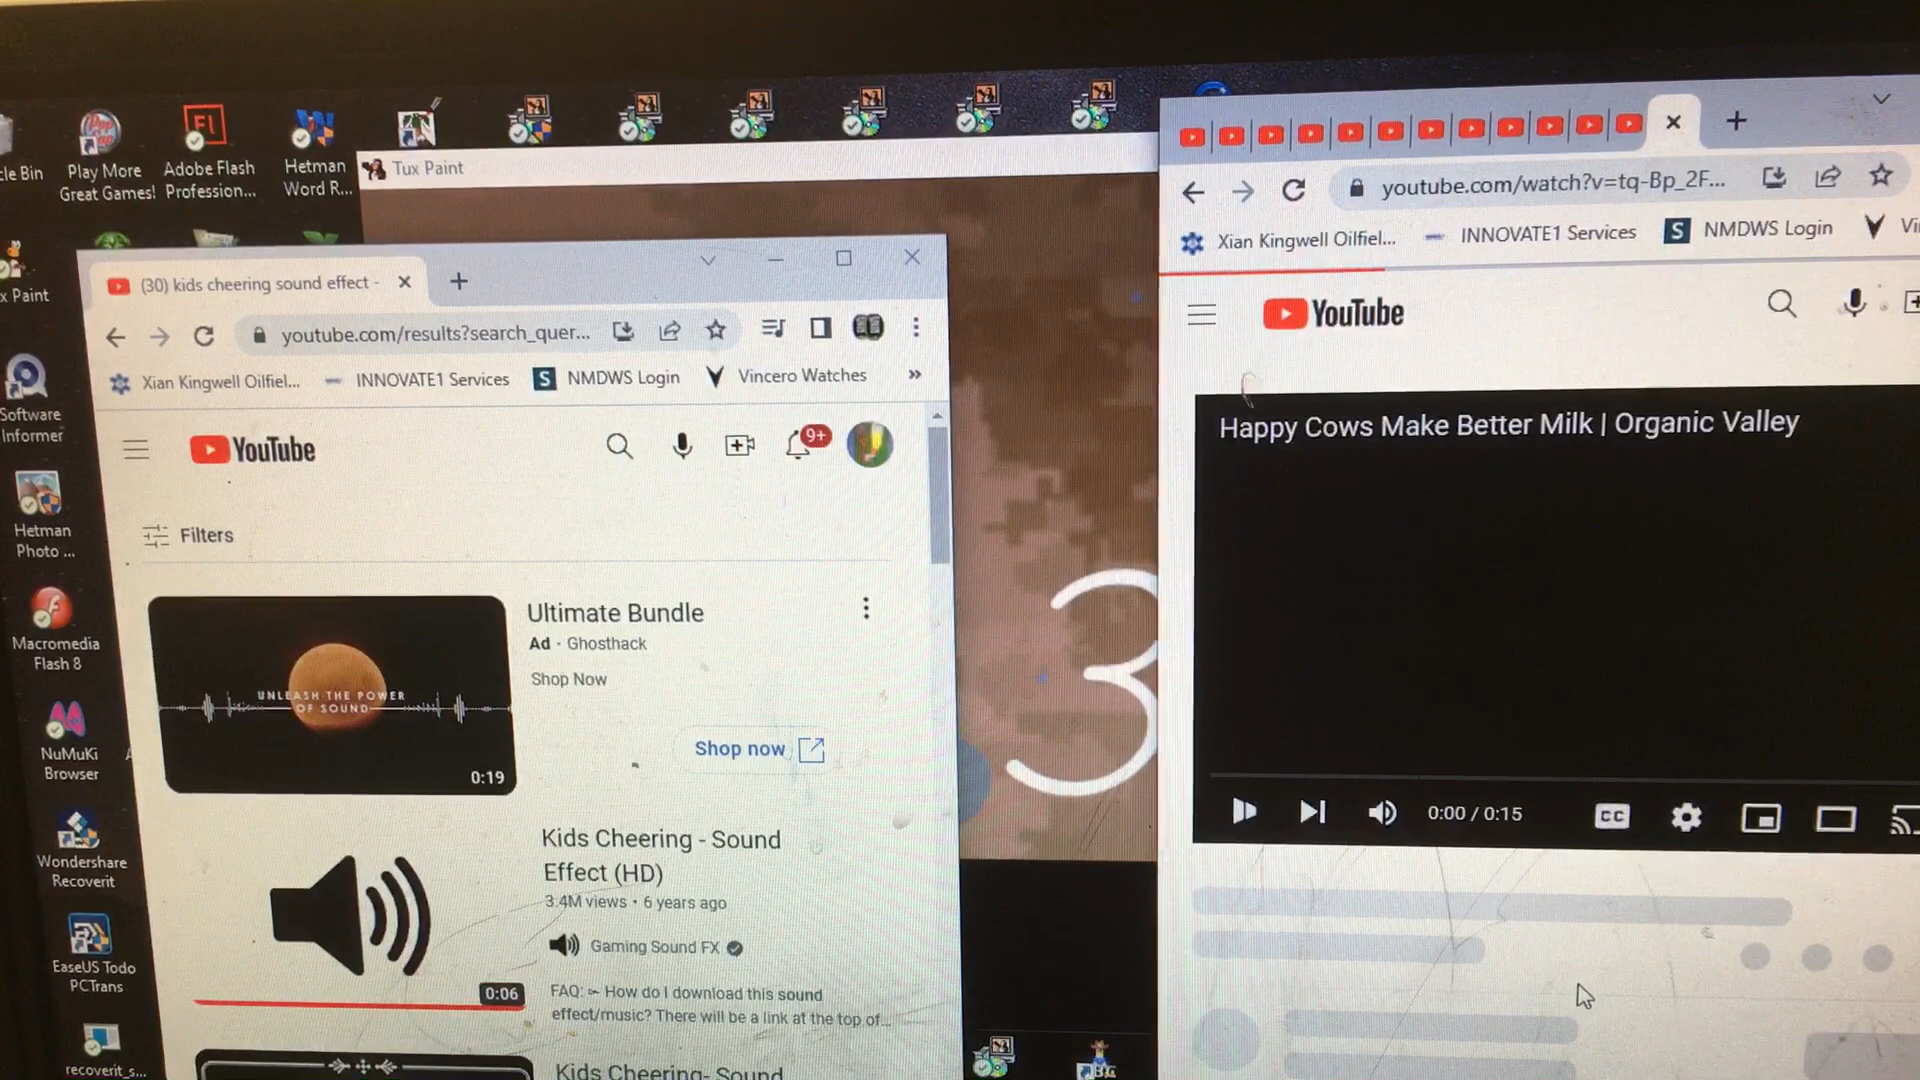 cle Bin
Play More
Great Games!
Adobe Flash
Profession...
Hetman
Word R...
x Paint
Software
Informer
Hetman
Photo ...
Macromedia
Flash 8
NuMuKi
Browser
Wondershare
Recoverit
EaseUS Todo
PCTrans
recoverit_s...
Tux Paint
(30) kids cheering sound effect -
youtube.com/results?search_quer...
Xian Kingwell Oilfiel...
INNOVATE1 Services
S NMDWS Login
Vincero Watches
YouTube
9+
Filters
UNLEASH THE POWER
OF SOUND
0:19
Ultimate Bundle
Ad · Ghosthack
Shop Now
Shop now
0:06
Kids Cheering - Sound
Effect (HD)
3.4M views • 6 years ago
Gaming Sound FX
FAQ: ► How do I download this sound
effect/music? There will be a link at the top of...
Kids Cheering- Sound
3
youtube.com/watch?v=tq-Bp_2F...
Xian Kingwell Oilfiel...
INNOVATE1 Services
S NMDWS Login
Vi
YouTube
Happy Cows Make Better Milk | Organic Valley
0:00 / 0:15
CC